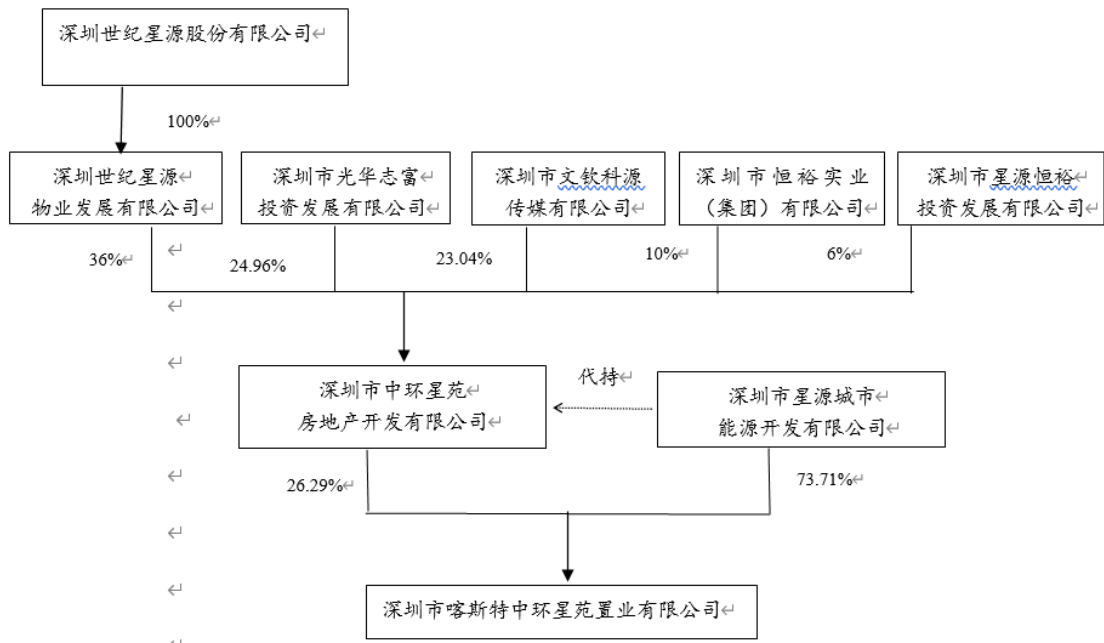 深圳世纪星源股份有限公司
100%
深圳世纪星源
物业发展有限公司
深圳市光华志富
投资发展有限公司
深圳市文钦科源
传媒有限公司
深圳市恒裕实业
（集团）有限公司
深圳市星源恒裕
投资发展有限公司
36%
24.96%
23.04%
10%
6%
深圳市中环星苑
房地产开发有限公司
代持
深圳市星源城市
能源开发有限公司
26.29%
73.71%
深圳市喀斯特中环星苑置业有限公司